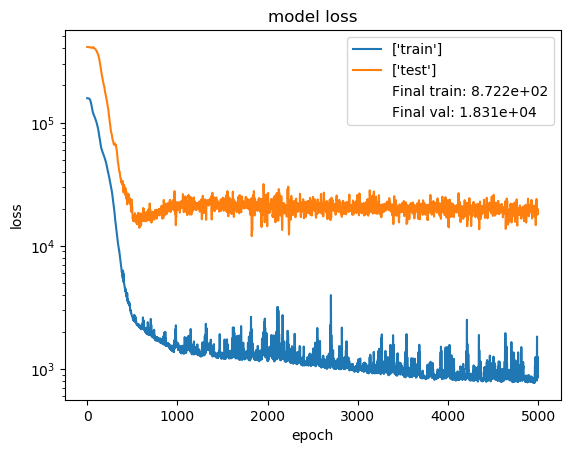 model loss
['train']
['test']
Final train: 8.722e+02
Final val: 1.831e+04
loss
10^5
10^4
10^3
0 1000 2000 3000 4000 5000
epoch